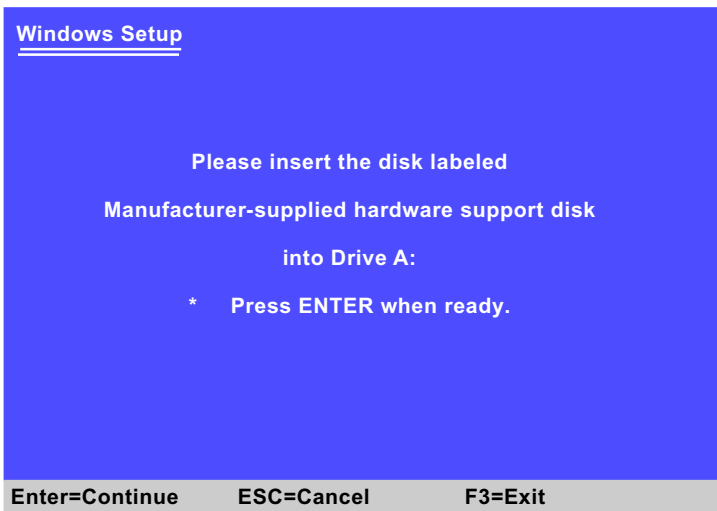 Windows Setup
Please insert the disk labeled
Manufacturer-supplied hardware support disk
into Drive A:
* Press ENTER when ready.
Enter=Continue ESC=Cancel F3=Exit